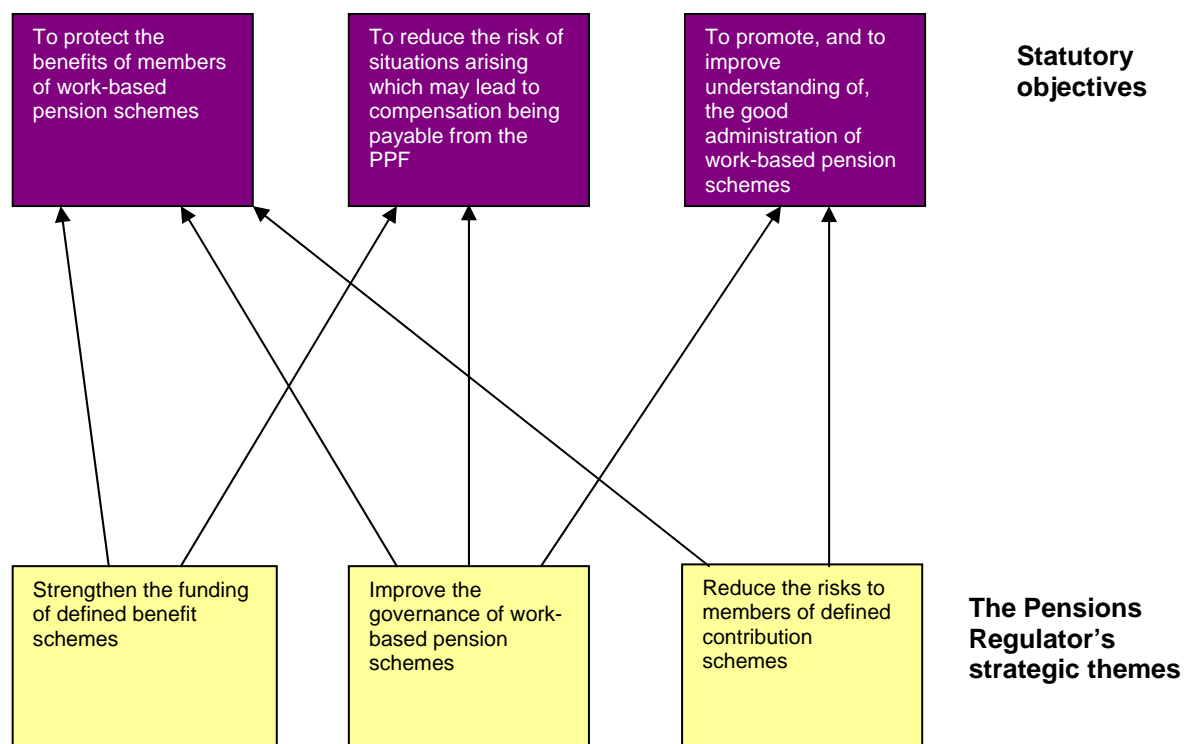 To protect the
benefits of members
of work-based
pension schemes
To reduce the risk of
situations arising
which may lead to
compensation being
payable from the
PPF
To promote, and to
improve
understanding of,
the good
administration of
work-based pension
schemes
Statutory
objectives
Strengthen the funding
of defined benefit
schemes
Improve the
governance of work-
based pension
schemes
Reduce the risks to
members of defined
contribution
schemes
The Pensions
Regulator’s
strategic themes